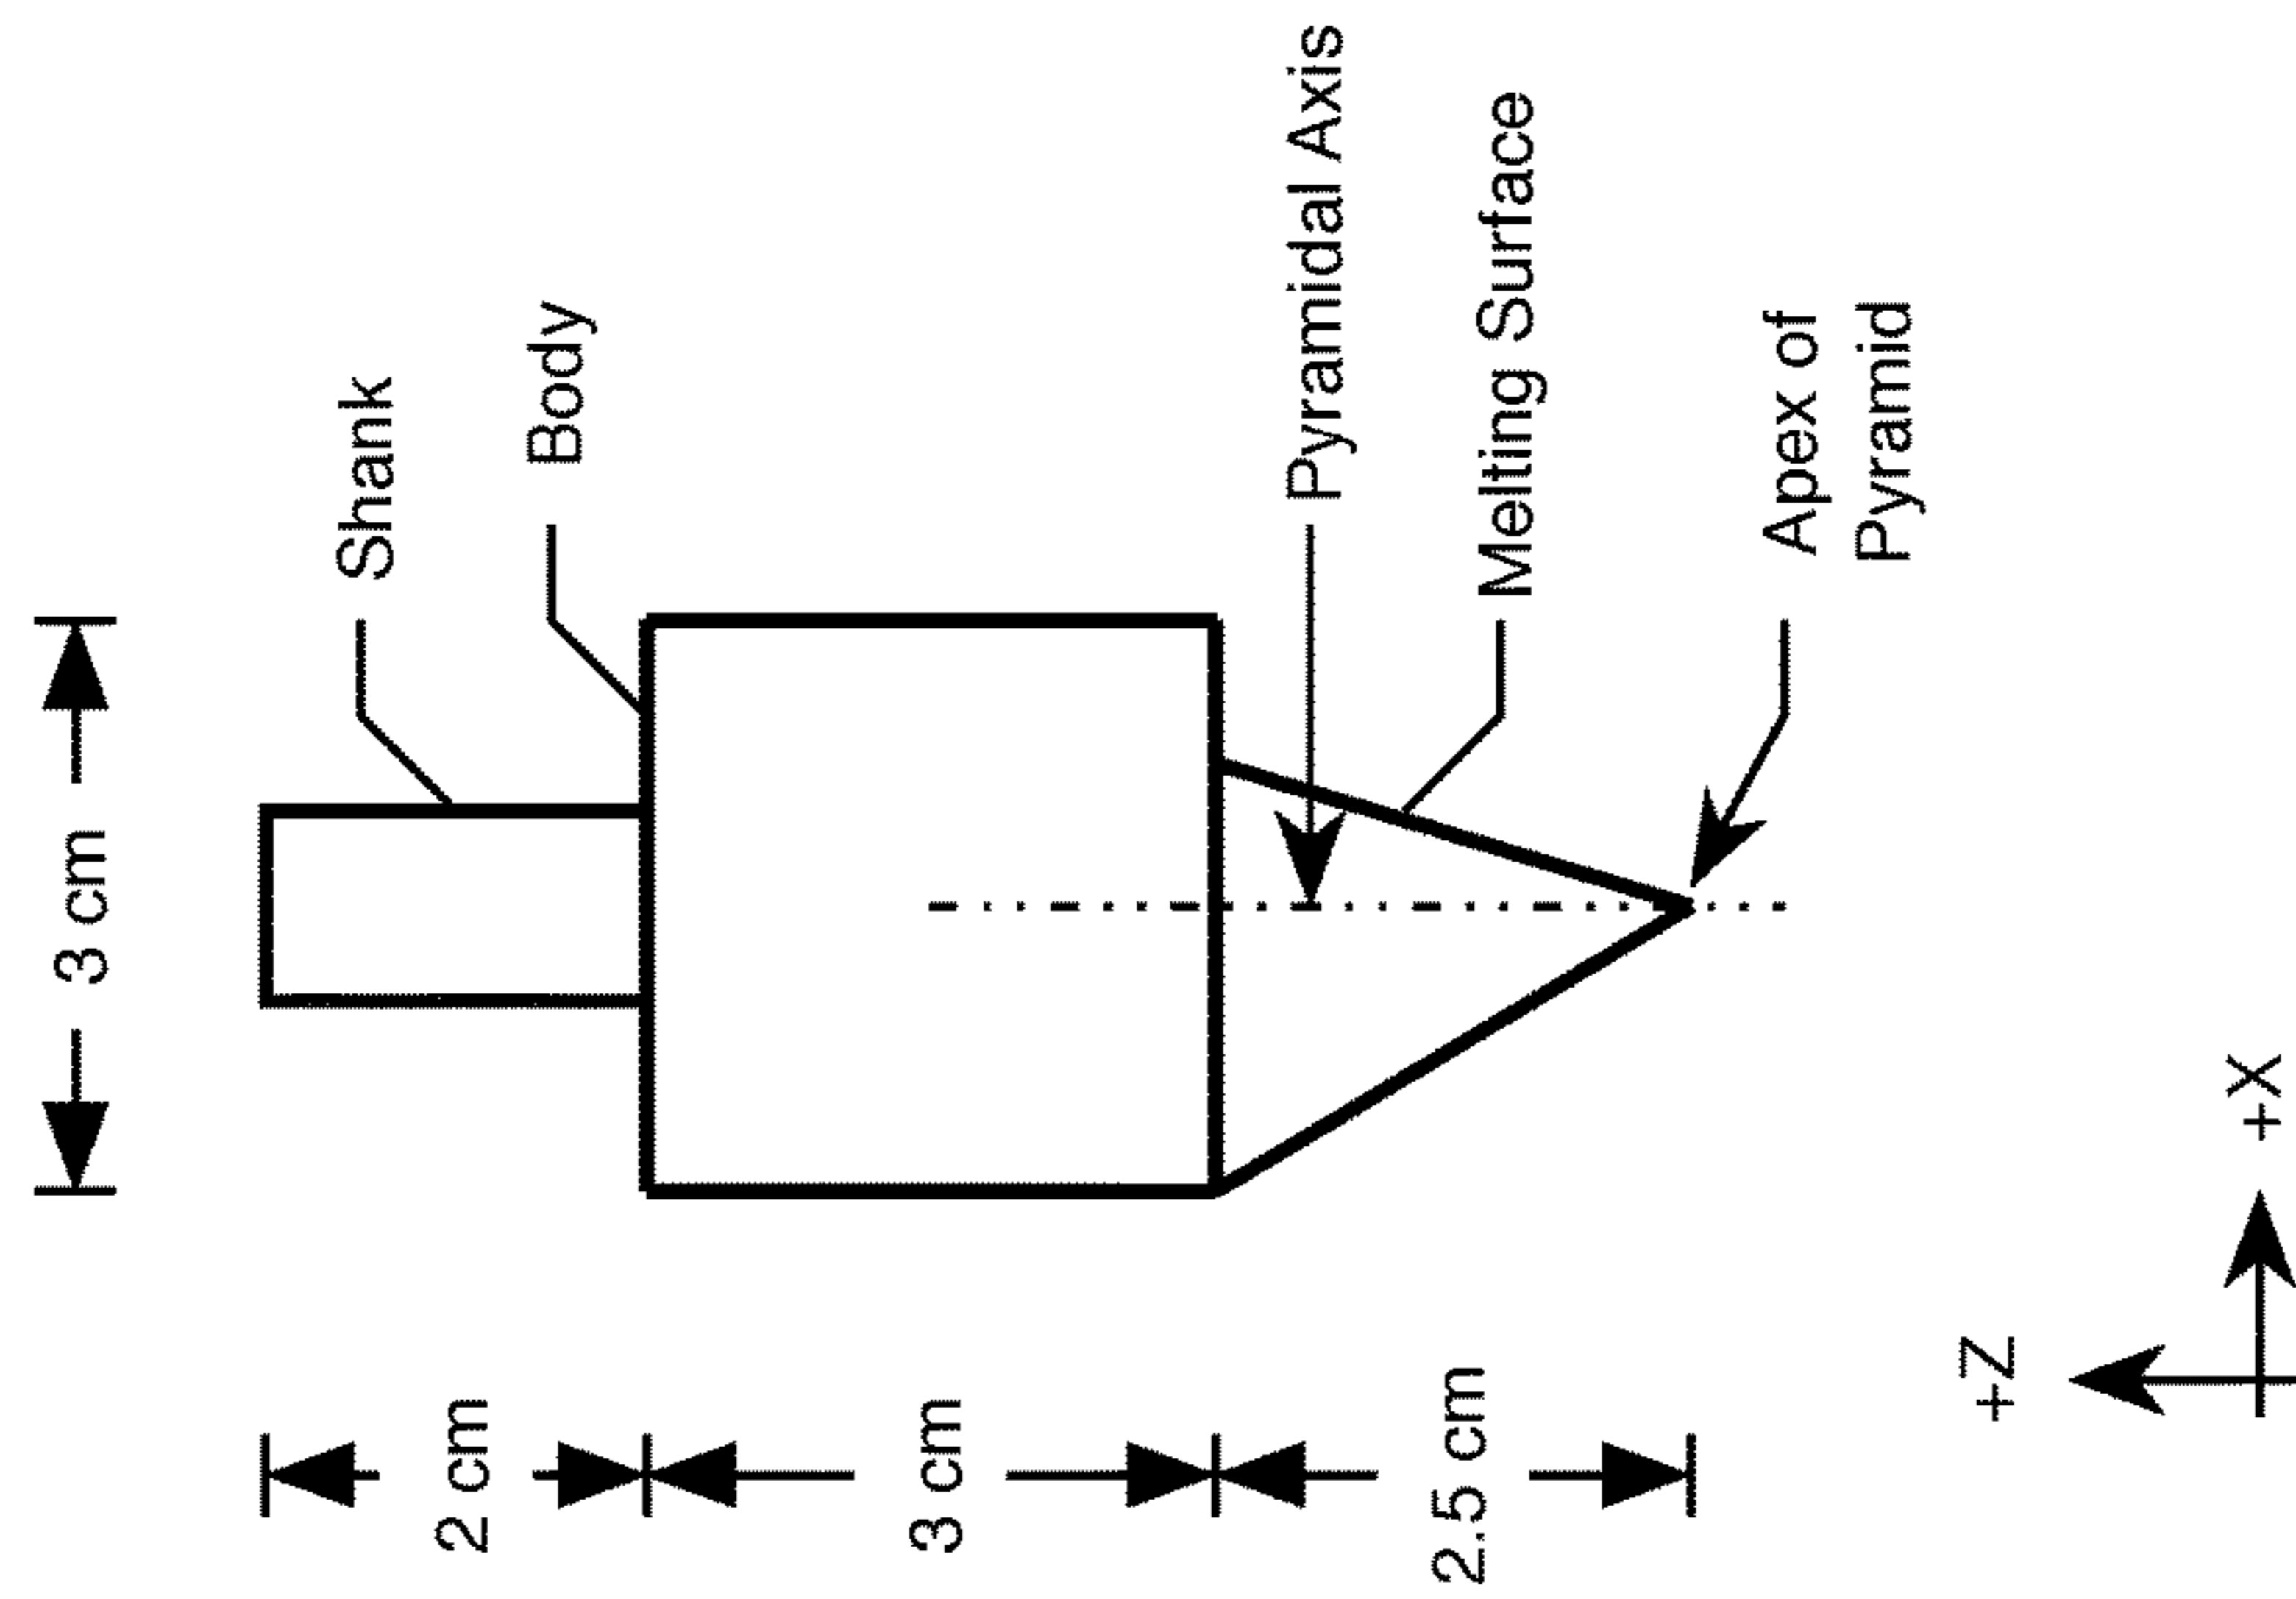 3 cm
Shank
Body
Pyramidal Axis
Melting Surface
Apex of
Pyramid
2 cm
3 cm
2.5 cm
+Z
+X